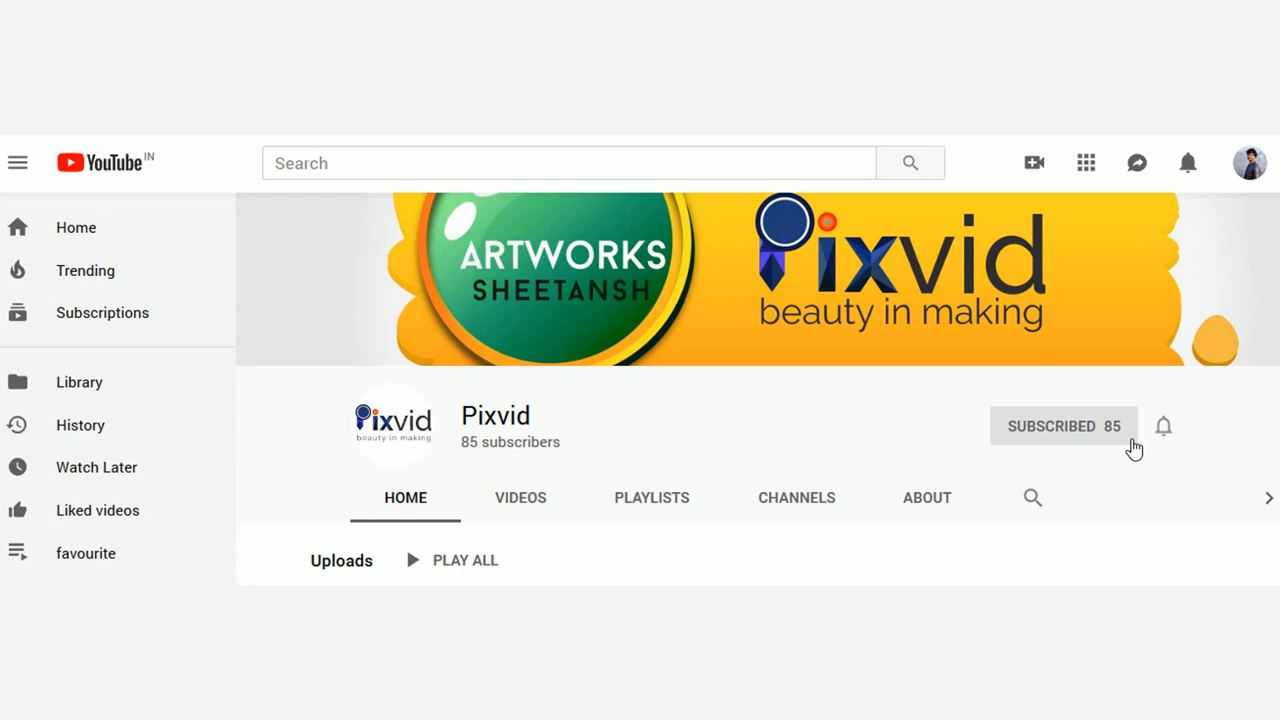 YouTube IN
Search
Home
Trending
Subscriptions
Library
History
Watch Later
Liked videos
favourite
ARTWORKS
SHEETANSH
Pixvid
beauty in making
Pixvid
beauty in making
Pixvid
85 subscribers
SUBSCRIBED 85
HOME VIDEOS PLAYLISTS CHANNELS ABOUT
Uploads PLAY ALL